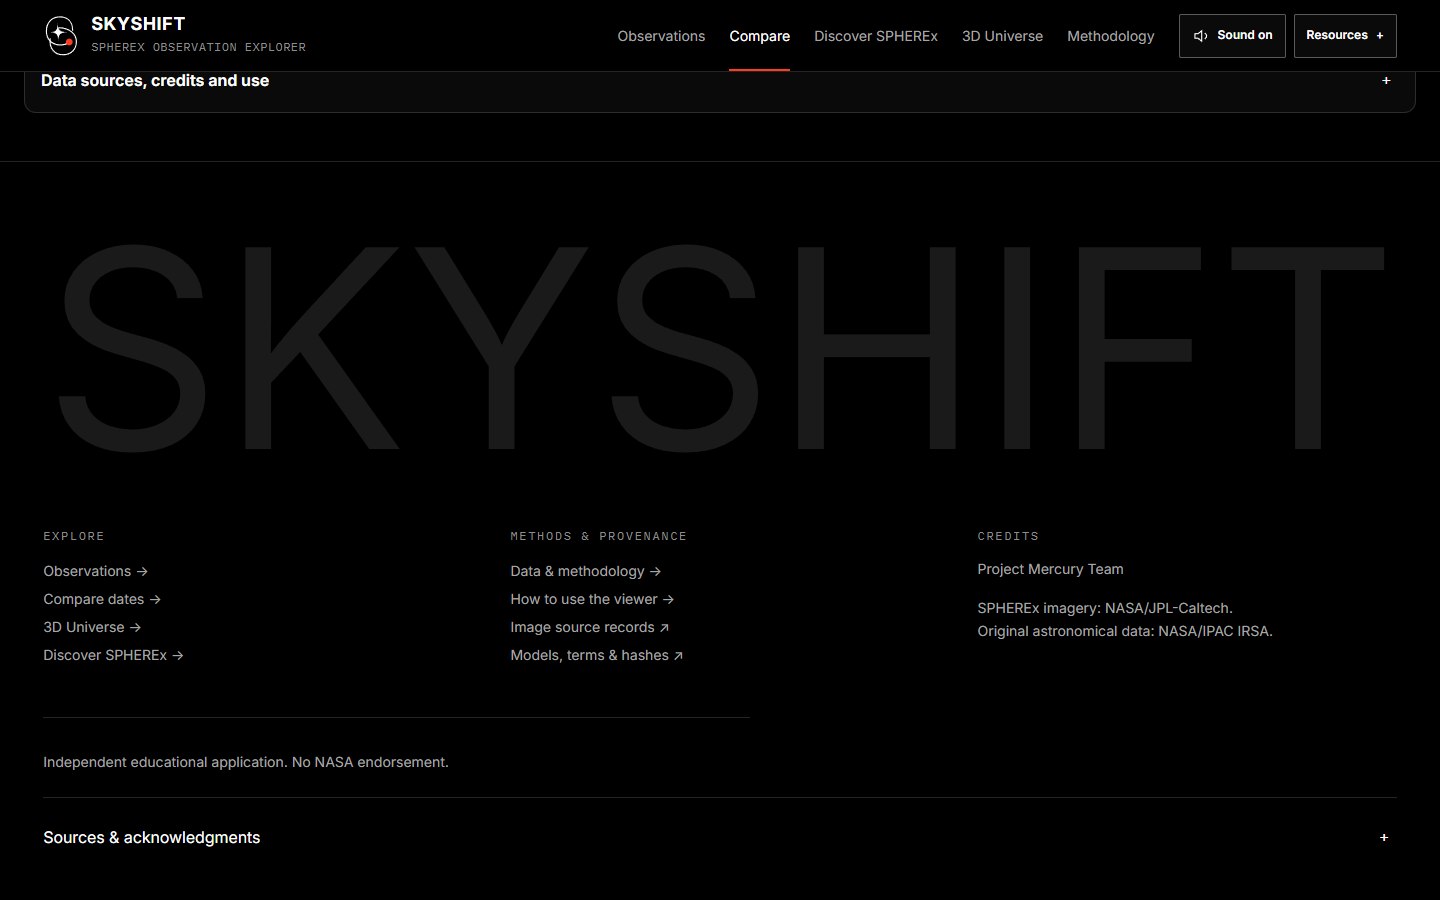 SKYSHIFT
SPHEREX OBSERVATION EXPLORER
Observations
Compare
Discover SPHEREx
3D Universe
Methodology
Sound on
Resources +
Data sources, credits and use +
SKYSHIFT
EXPLORE
Observations →
Compare dates →
3D Universe →
Discover SPHEREx →
METHODS & PROVENANCE
Data & methodology →
How to use the viewer →
Image source records ↗
Models, terms & hashes ↗
CREDITS
Project Mercury Team
SPHEREx imagery: NASA/JPL-Caltech.
Original astronomical data: NASA/IPAC IRSA.
Independent educational application. No NASA endorsement.
Sources & acknowledgments +